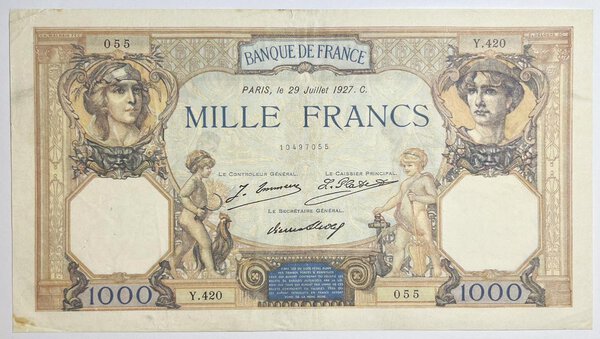 055
BANQUE DE FRANCE
Y.420
PARIS, le 29 Juillet 1927. C.
MILLE FRANCS
10497055
LE CONTROLEUR GÉNÉRAL.
LE CAISSIER PRINCIPAL
LE SECRÉTAIRE GÉNÉRAL.
1000
Y.420
055
1000